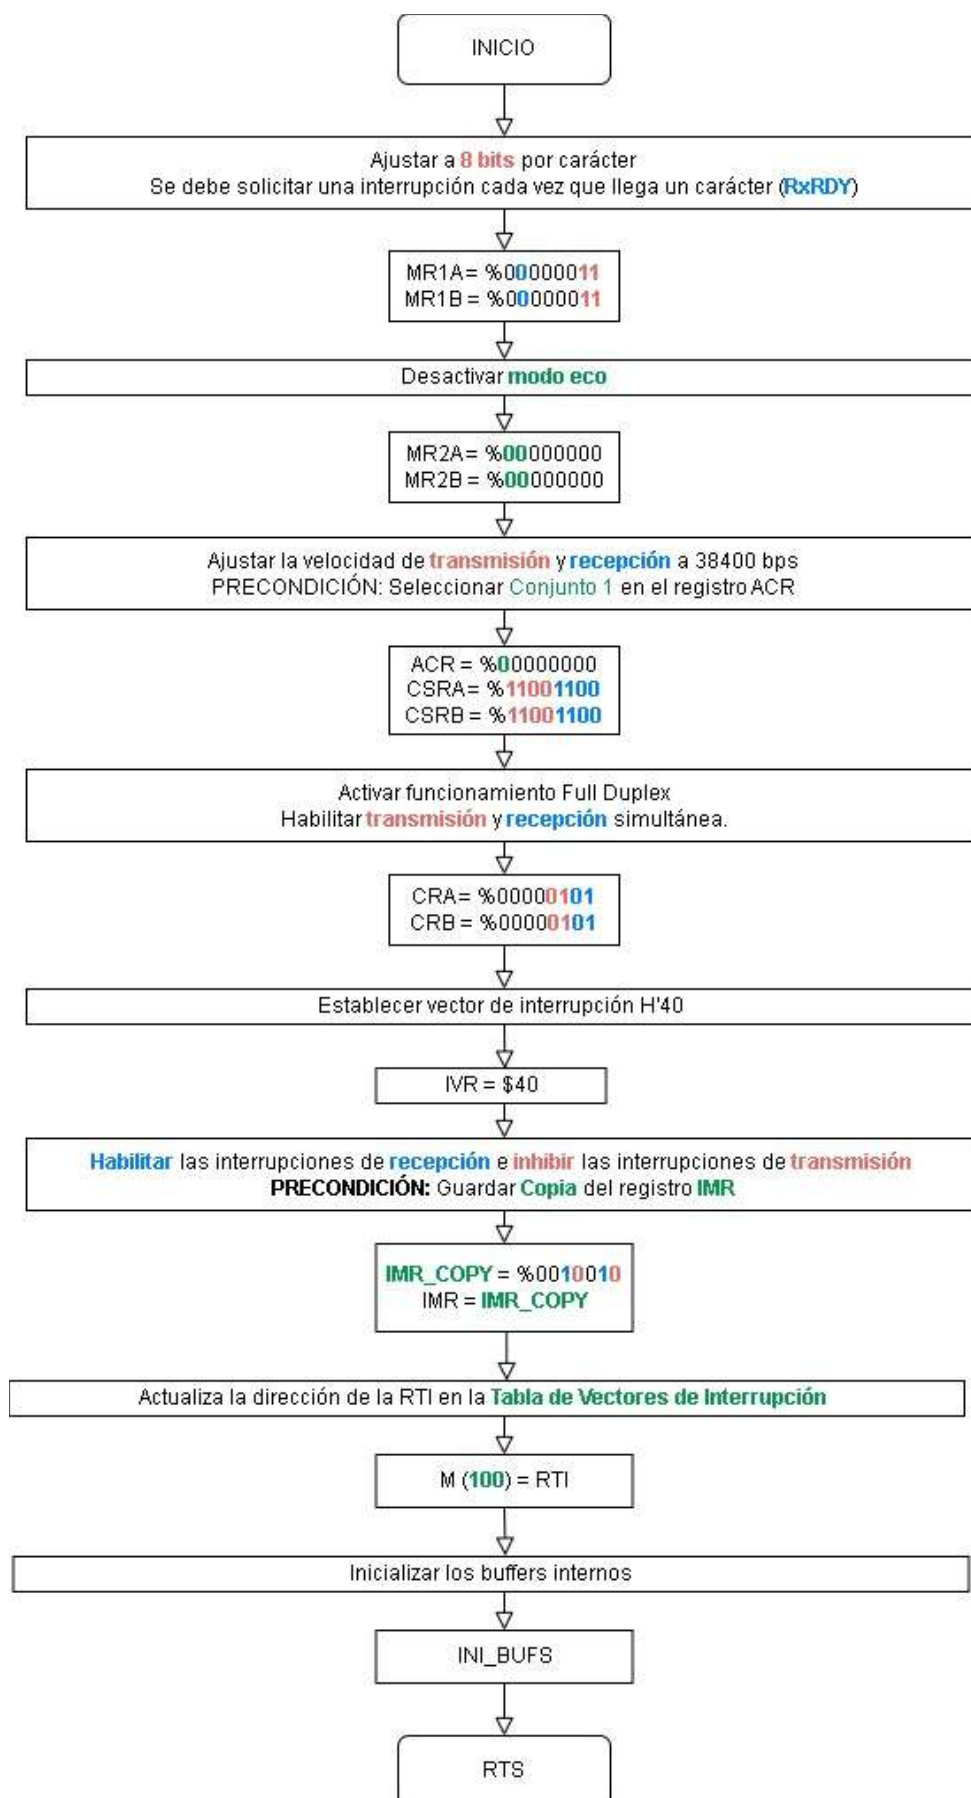 INICIO
Ajustar a 8 bits por carácter
Se debe solicitar una interrupción cada vez que llega un carácter (RxRDY)
MR1A= %00000011
MR1B = %00000011
Desactivar modo eco
MR2A= %00000000
MR2B = %00000000
Ajustar la velocidad de transmisión y recepción a 38400 bps
PRECONDICIÓN: Seleccionar Conjunto 1 en el registro ACR
ACR = %00000000
CSRA= %11001100
CSRB = %11001100
Activar funcionamiento Full Duplex
Habilitar transmisión y recepción simultánea.
CRA= %00000101
CRB = %00000101
Establecer vector de interrupción H'40
IVR = $40
Habilitar las interrupciones de recepción e inhibir las interrupciones de transmisión
PRECONDICIÓN: Guardar Copia del registro IMR
IMR_COPY = %0010010
IMR = IMR_COPY
Actualiza la dirección de la RTI en la Tabla de Vectores de Interrupción
M (100) = RTI
Inicializar los buffers internos
INI_BUFS
RTS